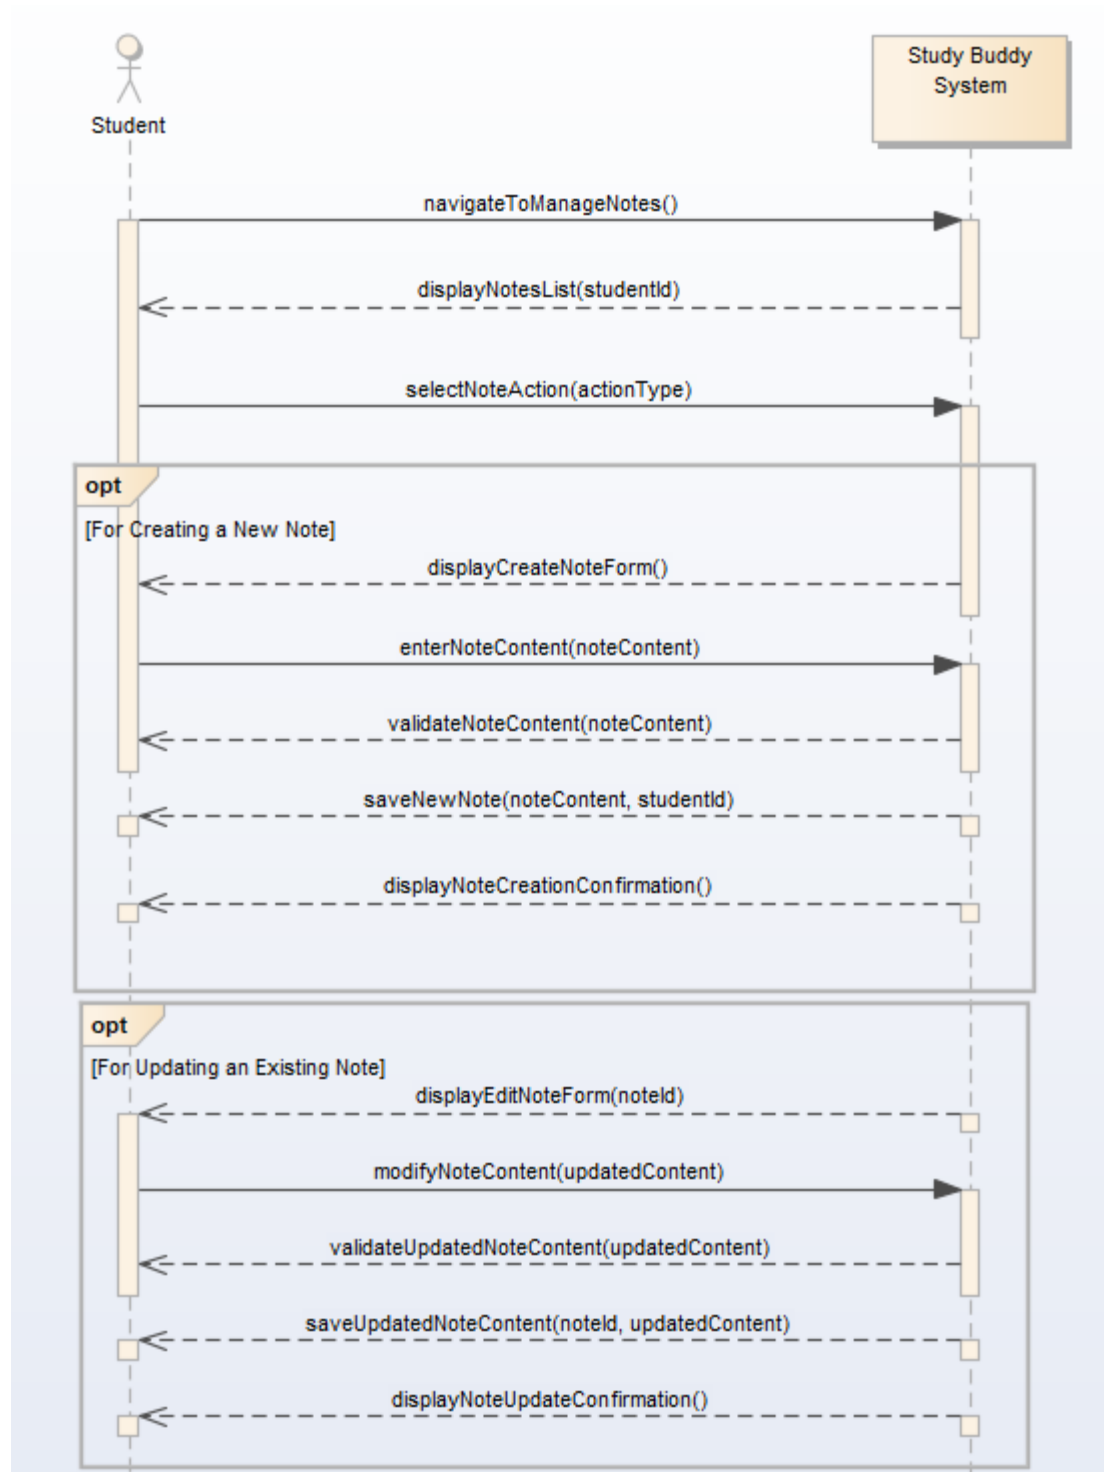 Study Buddy
System
Student
navigateToManageNotes()
displayNotesList(studentId)
selectNoteAction(actionType)
opt
[For Creating a New Note]
displayCreateNoteForm()
enterNoteContent(noteContent)
validateNoteContent(noteContent)
saveNewNote(noteContent, studentId)
displayNoteCreationConfirmation()
opt
[For Updating an Existing Note]
displayEditNoteForm(noteId)
modifyNoteContent(updatedContent)
validateUpdatedNoteContent(updatedContent)
saveUpdatedNoteContent(noteId, updatedContent)
displayNoteUpdateConfirmation()